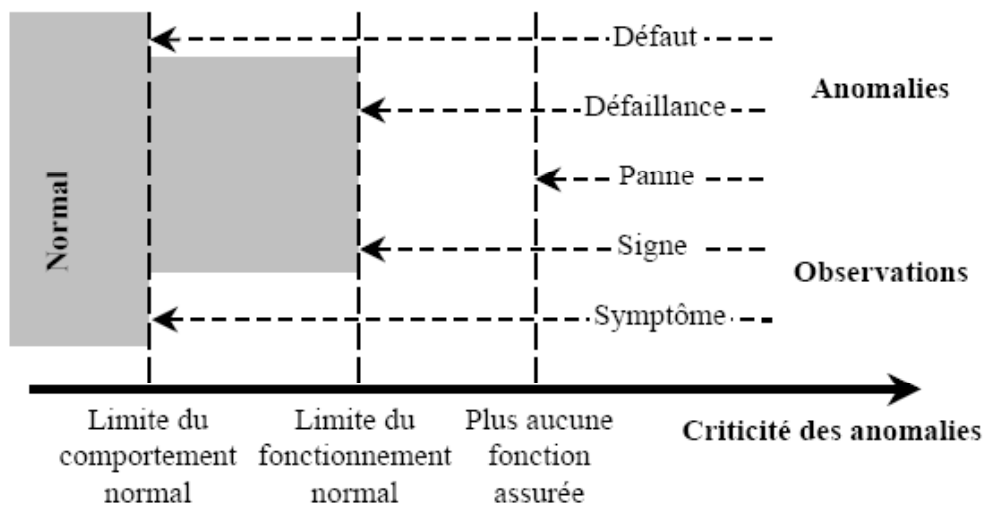 Défaut
Anomalies
Défaillance
Panne
Normal
Signe
Observations
Symptôme
Limite du
comportement
normal
Limite du
fonctionnement
normal
Plus aucune
fonction
assurée
Criticité des anomalies